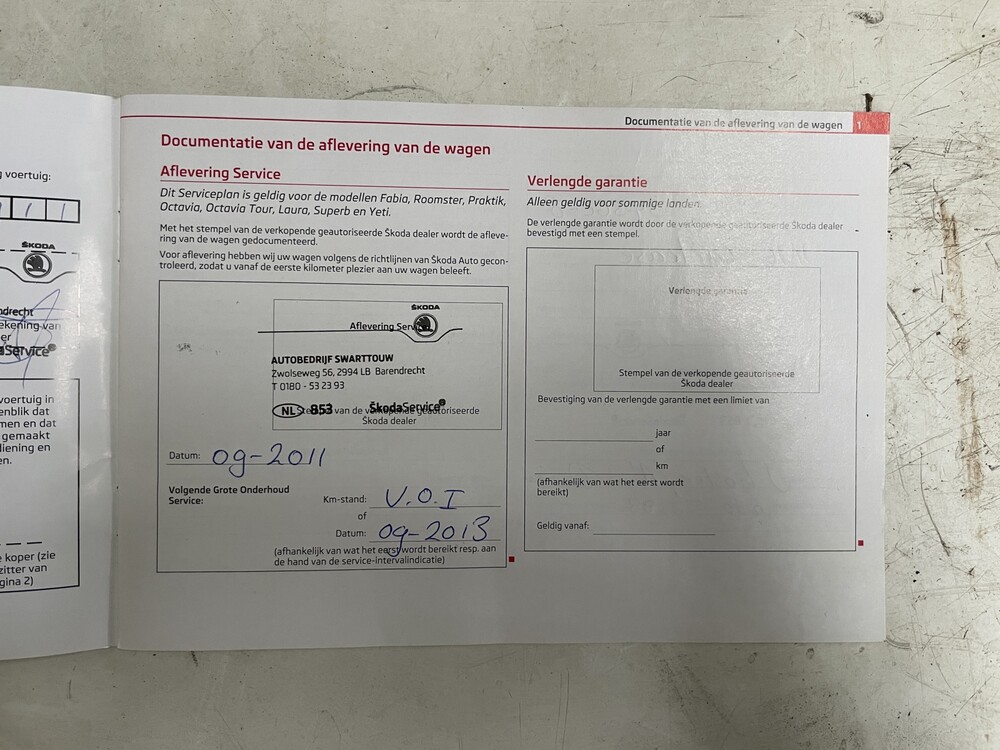 voertuig:
1 1
ŠKODA
ndrecht
ekening van
er
aService
voertuig in
enblik dat
men en dat
gemaakt
diening en
en.
koper (zie
zitter van
gina 2)
Documentatie van de aflevering van de wagen 1
Documentatie van de aflevering van de wagen
Aflevering Service
Dit Serviceplan is geldig voor de modellen Fabia, Roomster, Praktik,
Octavia, Octavia Tour, Laura, Superb en Yeti.
Met het stempel van de verkopende geautoriseerde Škoda dealer wordt de afleve-
ring van de wagen gedocumenteerd.
Voor aflevering hebben wij uw wagen volgens de richtlijnen van Škoda Auto gecon-
troleerd, zodat u vanaf de eerste kilometer plezier aan uw wagen beleeft.
ŠKODA
Aflevering Serv
AUTOBEDRIJF SWARTTOUW
Zwolseweg 56, 2994 LB Barendrecht
T 0180 - 53 23 93
NL 853 ŠkodaService
Stempel van de verkopende geautoriseerde
Škoda dealer
Datum: 09-2011
Volgende Grote Onderhoud
Service:
Km-stand: V.O.I
of
Datum: 09-2013
(afhankelijk van wat het eerst wordt bereikt resp. aan
de hand van de service-intervalindicatie)
Verlengde garantie
Alleen geldig voor sommige landen.
De verlengde garantie wordt door de verkopende geautoriseerde Škoda dealer
bevestigd met een stempel.
Verlengde garantie
Stempel van de verkopende geautoriseerde
Škoda dealer
Bevestiging van de verlengde garantie met een limiet van
jaar
of
km
(afhankelijk van wat het eerst wordt
bereikt)
Geldig vanaf: